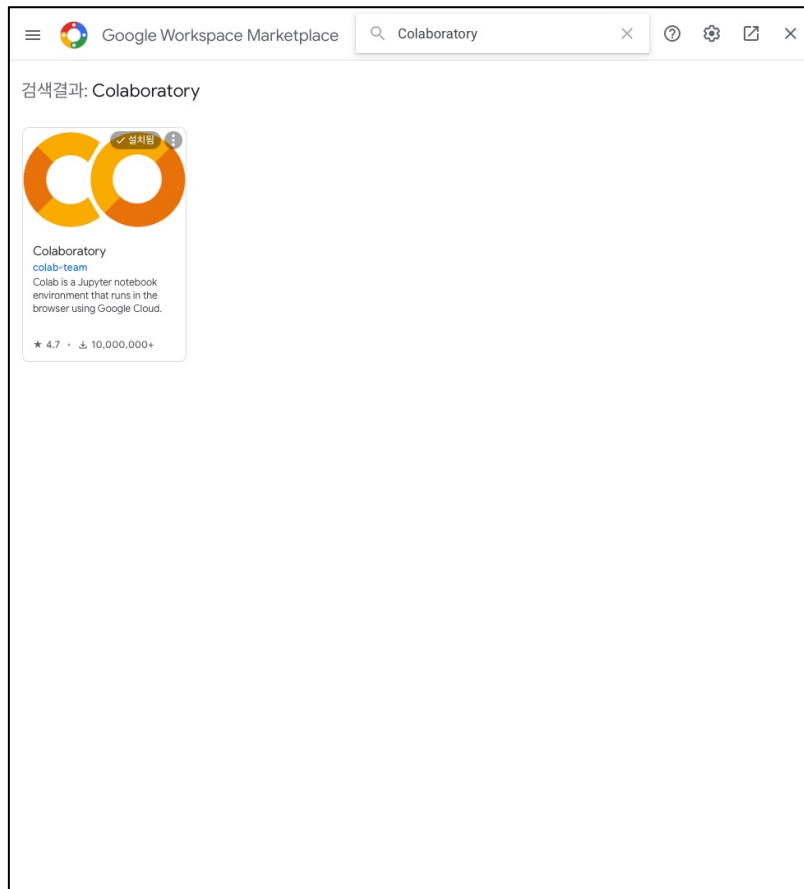 Google Workspace Marketplace
Colaboratory
검색결과: Colaboratory
설치됨
Colaboratory
colab-team
Colab is a Jupyter notebook
environment that runs in the
browser using Google Cloud.
★ 4.7 • 10,000,000+